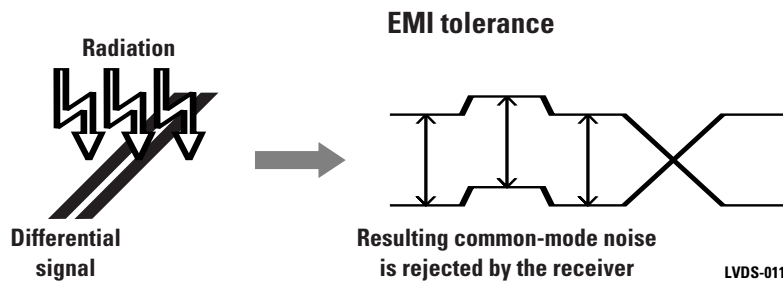 EMI tolerance
Radiation
Differential
signal
Resulting common-mode noise
is rejected by the receiver
LVDS-011